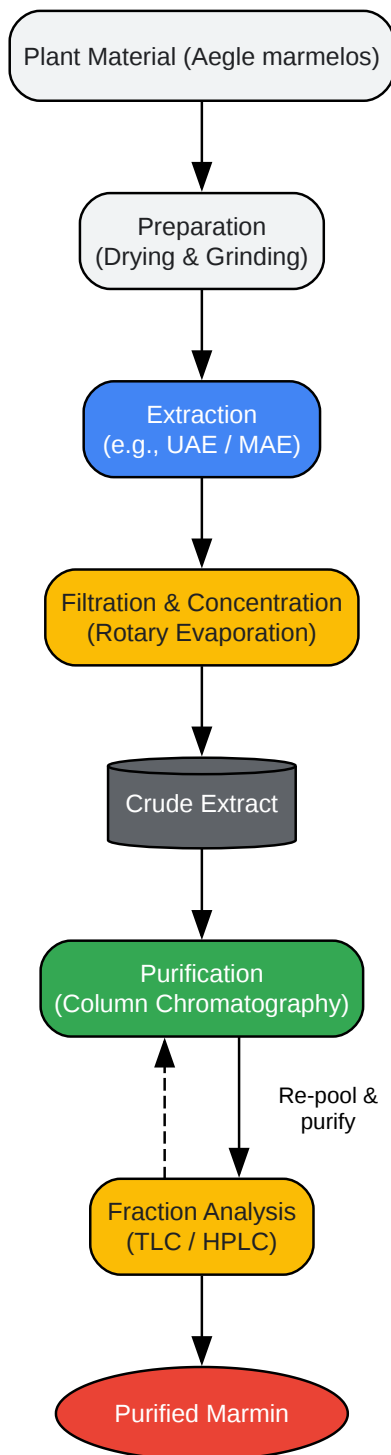 Plant Material (Aegle marmelos)
Preparation
(Drying & Grinding)
Extraction
(e.g., UAE / MAE)
Filtration & Concentration
(Rotary Evaporation)
Crude Extract
Purification
(Column Chromatography)
Re-pool &
purify
Fraction Analysis
(TLC / HPLC)
Purified Marmin